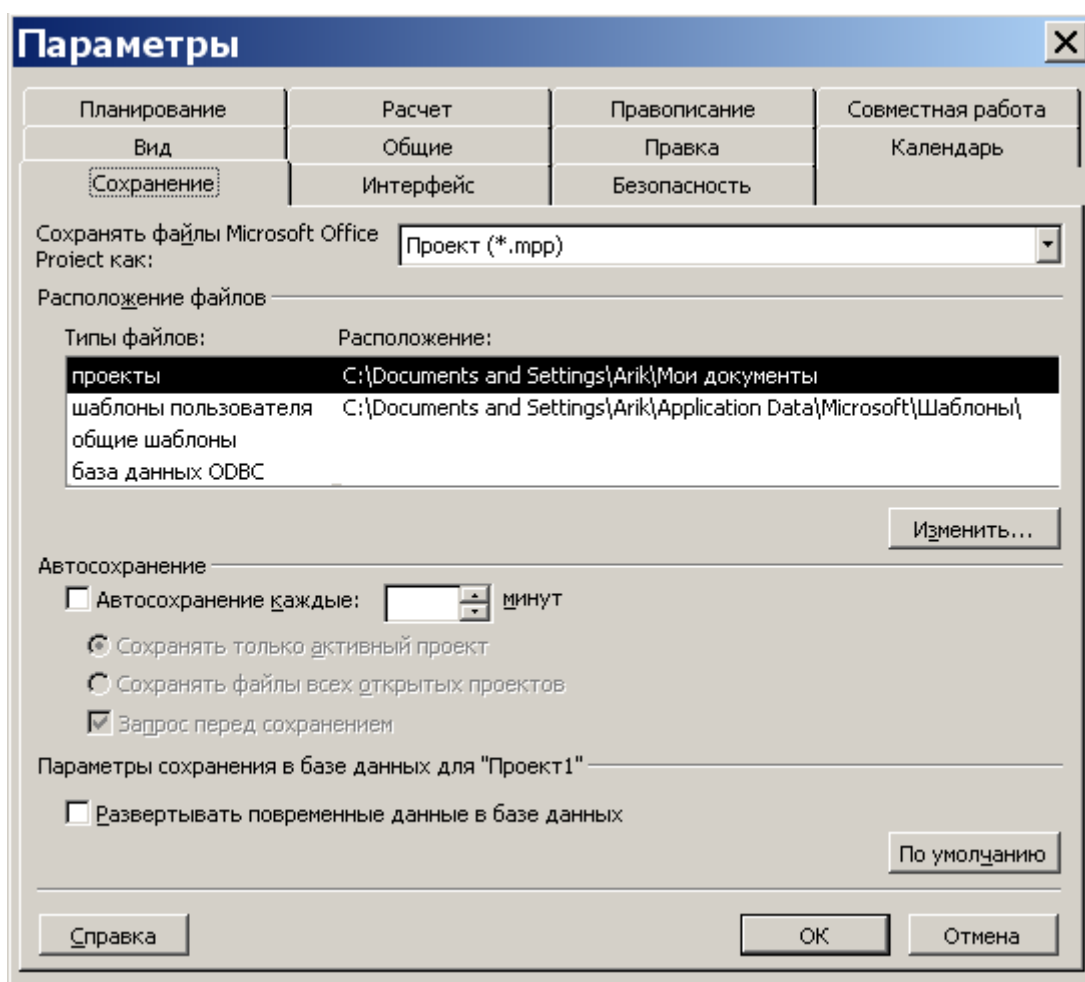 Параметры
Планирование Расчет Правописание Совместная работа
Вид Общие Правка Календарь
Сохранение Интерфейс Безопасность
Сохранять файлы Microsoft Office
Project как:
Проект (*.mpp)
Расположение файлов
Типы файлов: Расположение:
проекты C:\Documents and Settings\Arik\Мои документы
шаблоны пользователя C:\Documents and Settings\Arik\Application Data\Microsoft\Шаблоны\
общие шаблоны
база данных ODBC
Изменить...
Автосохранение
Автосохранение каждые: минут
Сохранять только активный проект
Сохранять файлы всех открытых проектов
Запрос перед сохранением
Параметры сохранения в базе данных для "Проект1"
Развертывать повременные данные в базе данных
По умолчанию
Справка ОК Отмена